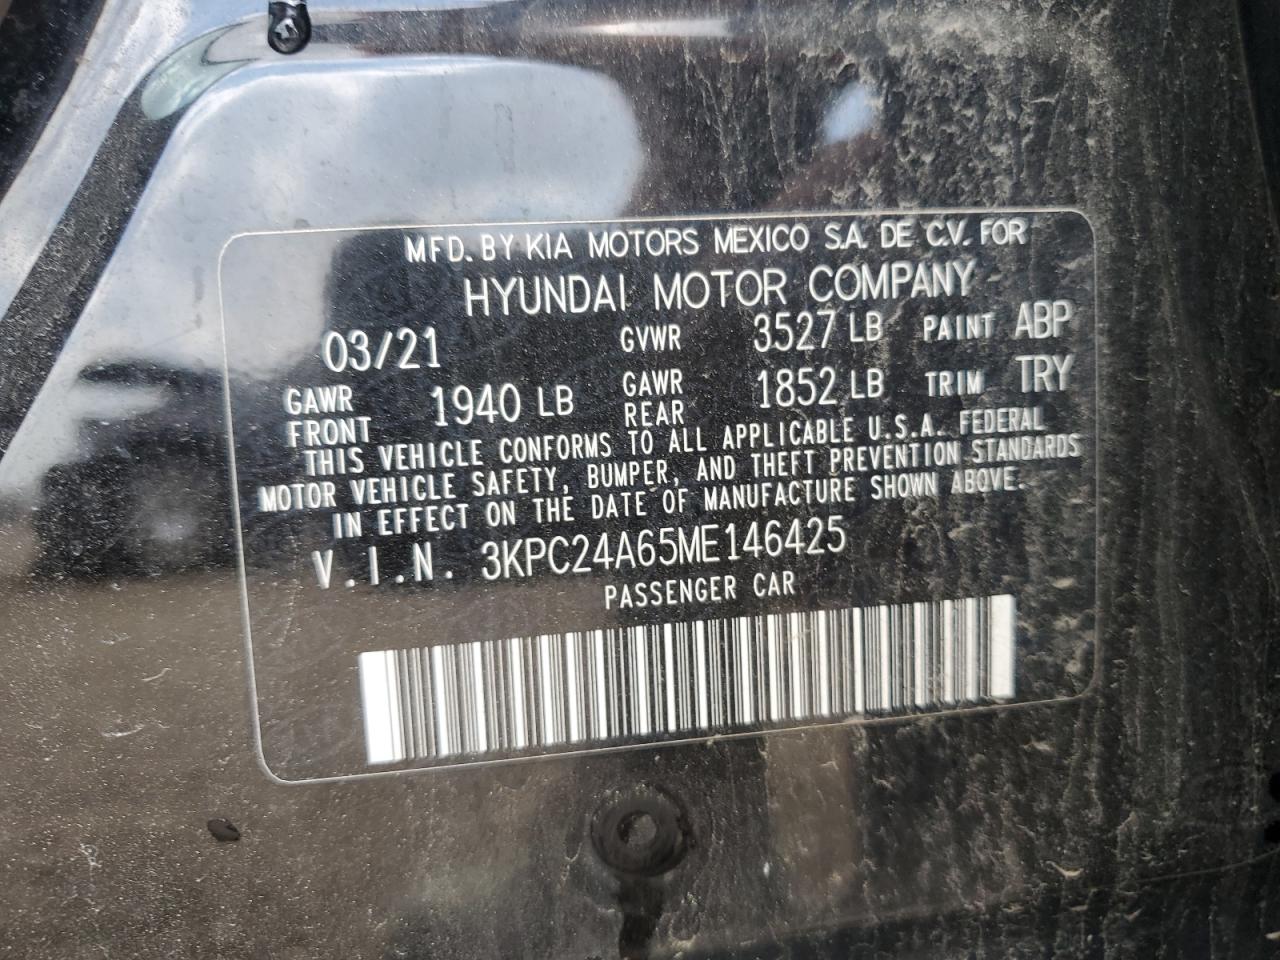 MFD. BY KIA MOTORS MEXICO S.A. DE C.V. FOR
HYUNDAI MOTOR COMPANY
03/21 GVWR 3527 LB PAINT ABP
GAWR FRONT 1940 LB GAWR REAR 1852 LB TRIM TRY
THIS VEHICLE CONFORMS TO ALL APPLICABLE U.S.A. FEDERAL
MOTOR VEHICLE SAFETY, BUMPER, AND THEFT PREVENTION STANDARDS
IN EFFECT ON THE DATE OF MANUFACTURE SHOWN ABOVE.
V.I.N. 3KPC24A65ME146425
PASSENGER CAR